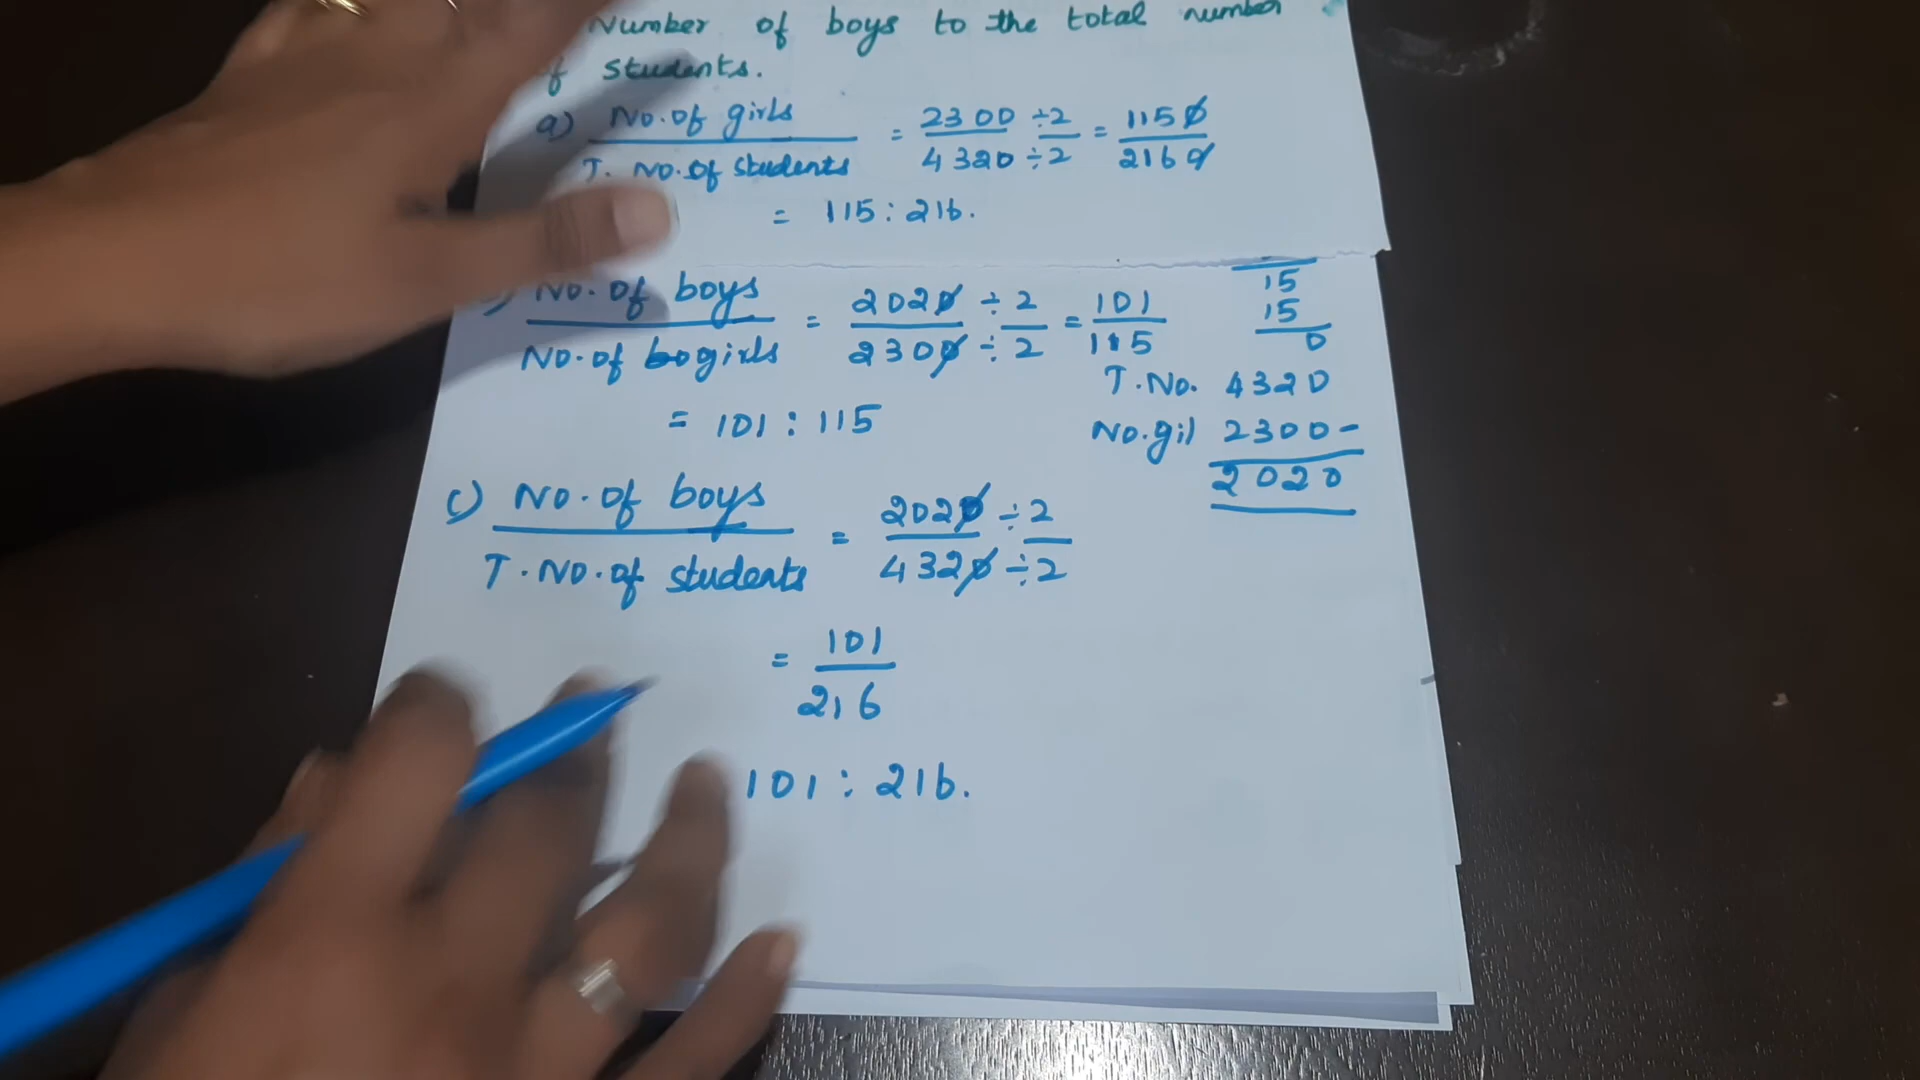 Number of boys to the total number
of students.
a) No. of girls / T. No. of students = 2300 ÷2 / 4320 ÷2 = 1150 / 2160
= 115 : 216.
No. of boys / No. of bogirls = 2020 ÷ 2 / 2300 ÷ 2 = 101 / 115
= 101 : 115
15
15
0
T. No. 4320
No. gil 2300 -
2020
c) No. of boys / T. No. of students = 2020 ÷ 2 / 4320 ÷ 2
= 101 / 216
101 : 216.